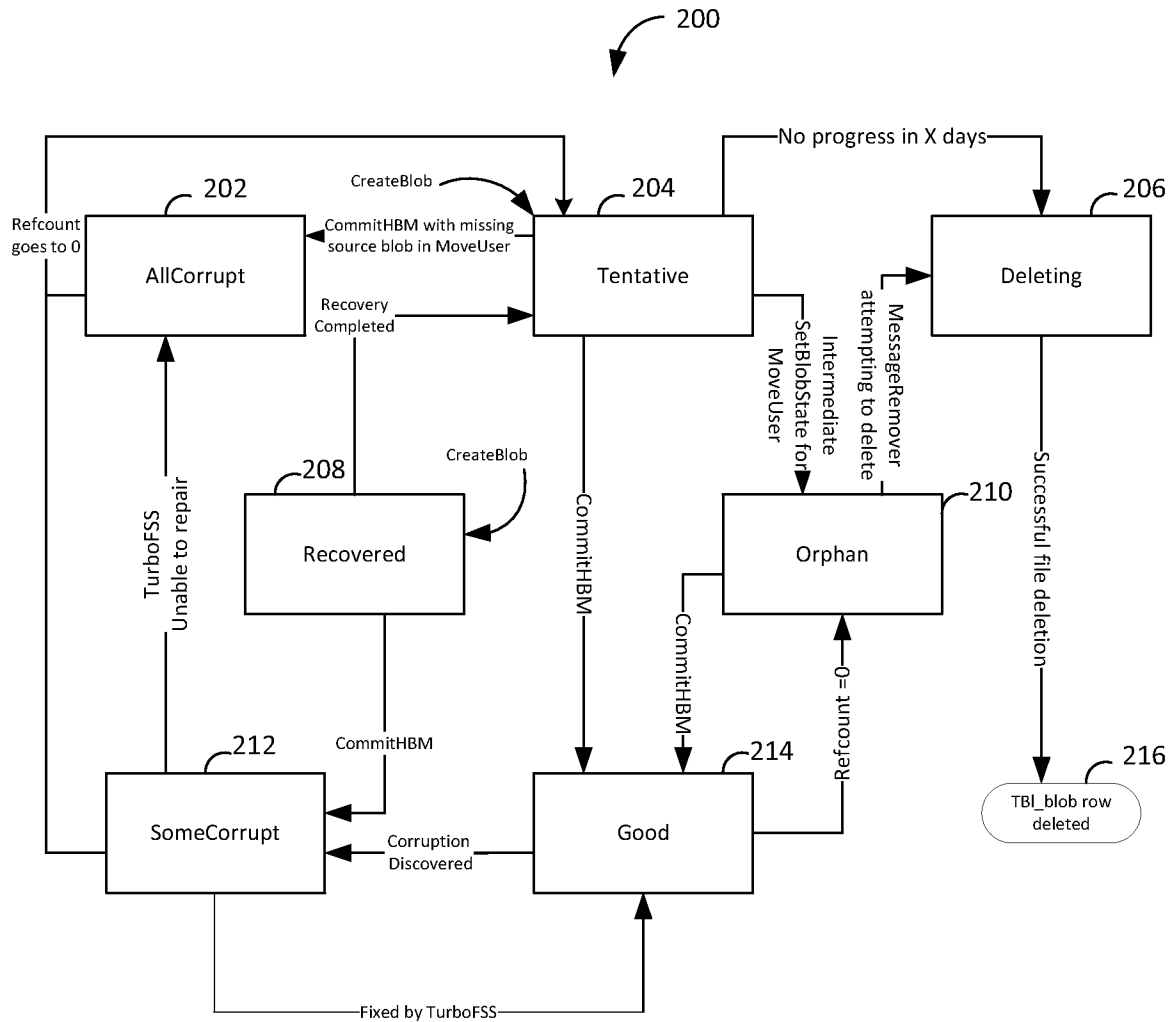 200
No progress in X days
202
CreateBlob
204
206
Refcount
goes to 0
CommitHBM with missing
source blob in MoveUser
AllCorrupt
Tentative
Deleting
Recovery
Completed
Intermediate
SetBlobState for
MoveUser
MessageRemover
attempting to delete
TurboFSS
Unable to repair
208
CreateBlob
Successful file deletion
210
Recovered
CommitHBM
Orphan
CommitHBM
Refcount =0
CommitHBM
212
214
216
SomeCorrupt
Corruption
Discovered
Good
TBl_blob row
deleted
Fixed by TurboFSS